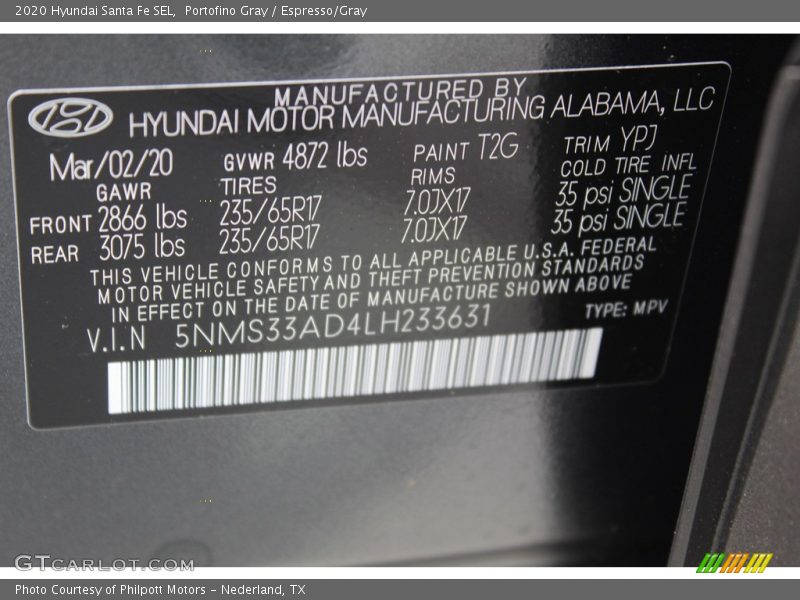 2020 Hyundai Santa Fe SEL, Portofino Gray / Espresso/Gray
MANUFACTURED BY
HYUNDAI MOTOR MANUFACTURING ALABAMA, LLC
Mar/02/20 GVWR 4872 lbs PAINT T2G TRIM YPJ
GAWR TIRES RIMS COLD TIRE INFL
FRONT 2866 lbs 235/65R17 7.0JX17 35 psi SINGLE
REAR 3075 lbs 235/65R17 7.0JX17 35 psi SINGLE
THIS VEHICLE CONFORMS TO ALL APPLICABLE U.S.A. FEDERAL
MOTOR VEHICLE SAFETY AND THEFT PREVENTION STANDARDS
IN EFFECT ON THE DATE OF MANUFACTURE SHOWN ABOVE
V.I.N 5NMS33AD4LH233631 TYPE: MPV
GTCARLOT.COM
Photo Courtesy of Philpott Motors - Nederland, TX